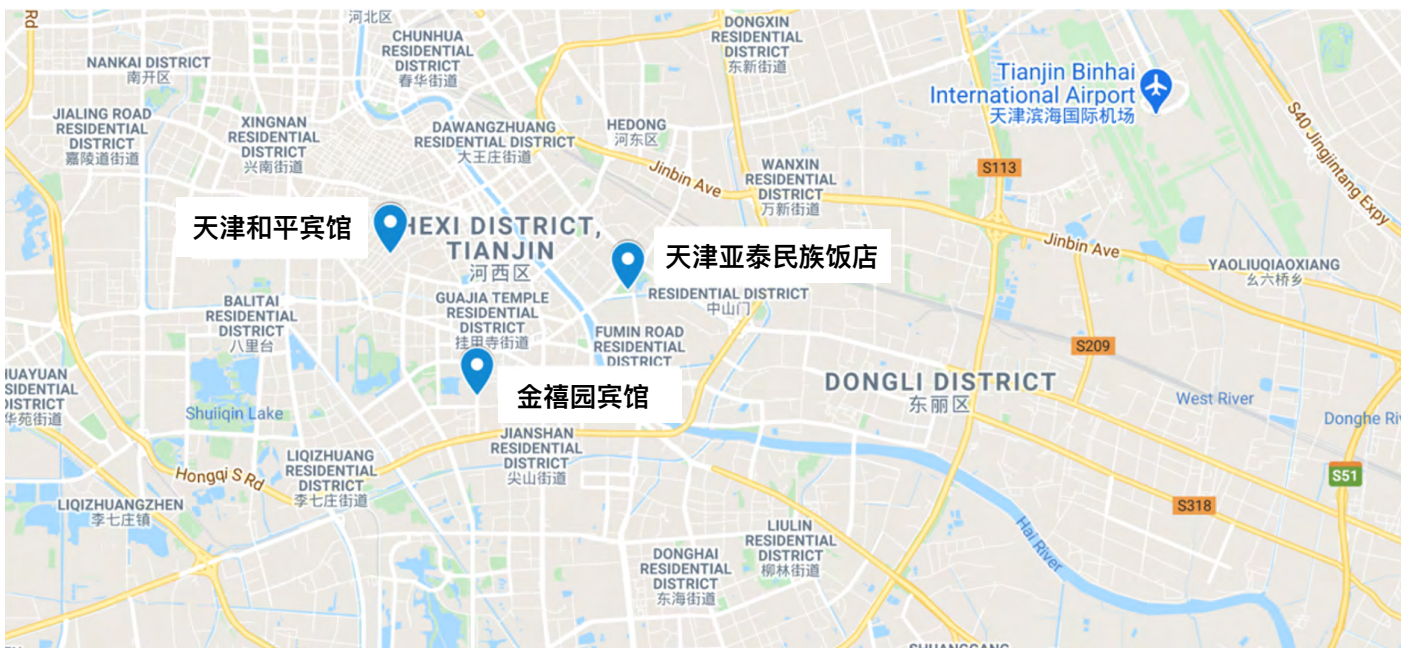 Rd
河北区
CHUNHUA
RESIDENTIAL
DISTRICT
春华街道
DONGXIN
RESIDENTIAL
DISTRICT
东新街道
NANKAI DISTRICT
南开区
Tianjin Binhai
International Airport
天津滨海国际机场
S40 Jingjintang Expy
JIALING ROAD
RESIDENTIAL
DISTRICT
嘉陵道街道
XINGNAN
RESIDENTIAL
DISTRICT
兴南街道
DAWANGZHUANG
RESIDENTIAL DISTRICT
大王庄街道
HEDONG
河东区
Jinbin Ave
WANXIN
RESIDENTIAL
DISTRICT
万新街道
S113
天津和平宾馆
HEXI DISTRICT,
TIANJIN
河西区
天津亚泰民族饭店
Jinbin Ave
YAOLIUQIAOXIANG
幺六桥乡
RESIDENTIAL DISTRICT
中山门
BALITAI
RESIDENTIAL
DISTRICT
八里台
GUAJIA TEMPLE
RESIDENTIAL
DISTRICT
挂甲寺街道
FUMIN ROAD
RESIDENTIAL
DISTRICT
S209
HUAYUAN
RESIDENTIAL
DISTRICT
华苑街道
金禧园宾馆
DONGLI DISTRICT
东丽区
West River
Shuiiqin Lake
Donghe Riv
JIANSHAN
RESIDENTIAL
DISTRICT
尖山街道
LIQIZHUANG
RESIDENTIAL
DISTRICT
李七庄街道
Hongqi S Rd
S51
LIQIZHUANGZHEN
李七庄镇
S318
LIULIN
RESIDENTIAL
DISTRICT
柳林街道
Hai River
DONGHAI
RESIDENTIAL
DISTRICT
东海街道